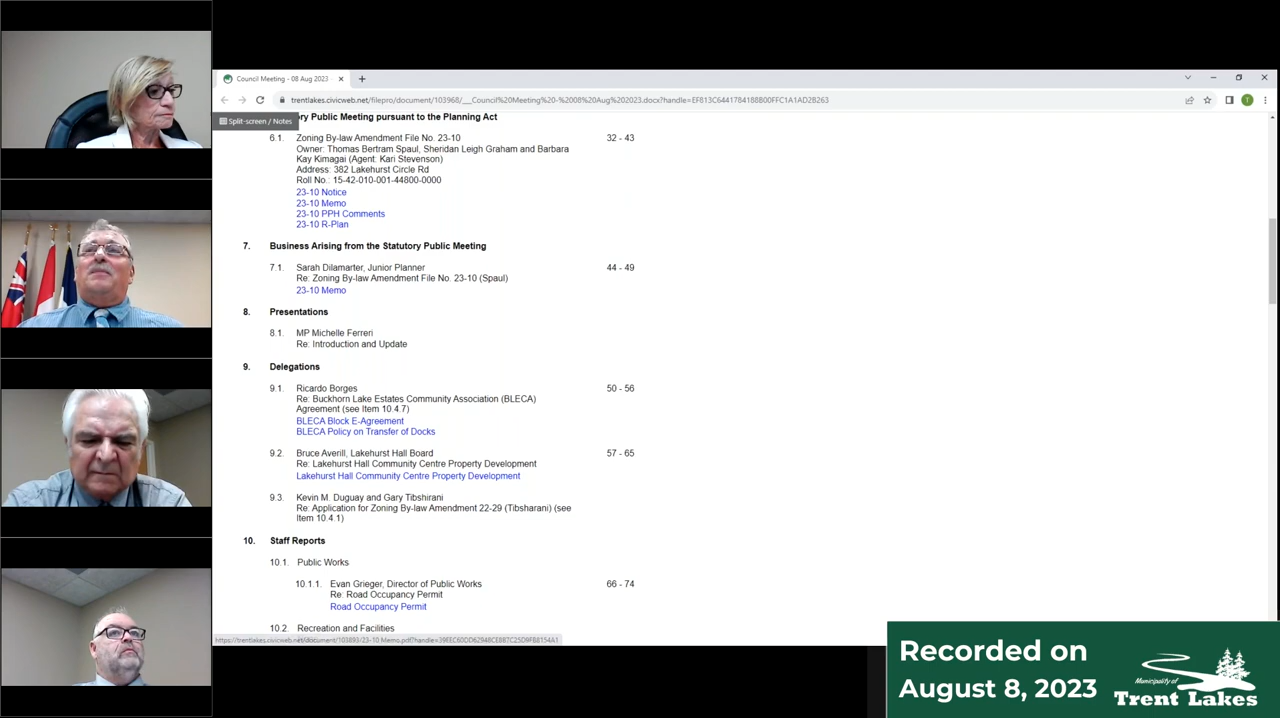 Council Meeting - 08 Aug 2023
trentlakes.civicweb.net/filepro/document/103968/__Council%20Meeting%20-%2008%20Aug%202023.docx?handle=EF813C6441784188B00FFC1A1AD2B263
T
Split-screen / Notes
ry Public Meeting pursuant to the Planning Act
6.1. Zoning By-law Amendment File No. 23-10 32 - 43
Owner: Thomas Bertram Spaul, Sheridan Leigh Graham and Barbara
Kay Kimagai (Agent: Kari Stevenson)
Address: 382 Lakehurst Circle Rd
Roll No.: 15-42-010-001-44800-0000
23-10 Notice
23-10 Memo
23-10 PPH Comments
23-10 R-Plan
7. Business Arising from the Statutory Public Meeting
7.1. Sarah Dilamarter, Junior Planner 44 - 49
Re: Zoning By-law Amendment File No. 23-10 (Spaul)
23-10 Memo
8. Presentations
8.1. MP Michelle Ferreri
Re: Introduction and Update
9. Delegations
9.1. Ricardo Borges 50 - 56
Re: Buckhorn Lake Estates Community Association (BLECA)
Agreement (see Item 10.4.7)
BLECA Block E-Agreement
BLECA Policy on Transfer of Docks
9.2. Bruce Averill, Lakehurst Hall Board 57 - 65
Re: Lakehurst Hall Community Centre Property Development
Lakehurst Hall Community Centre Property Development
9.3. Kevin M. Duguay and Gary Tibshirani
Re: Application for Zoning By-law Amendment 22-29 (Tibsharani) (see
Item 10.4.1)
10. Staff Reports
10.1. Public Works
10.1.1. Evan Grieger, Director of Public Works 66 - 74
Re: Road Occupancy Permit
Road Occupancy Permit
10.2. Recreation and Facilities
Recorded on
August 8, 2023
Municipality of
Trent Lakes